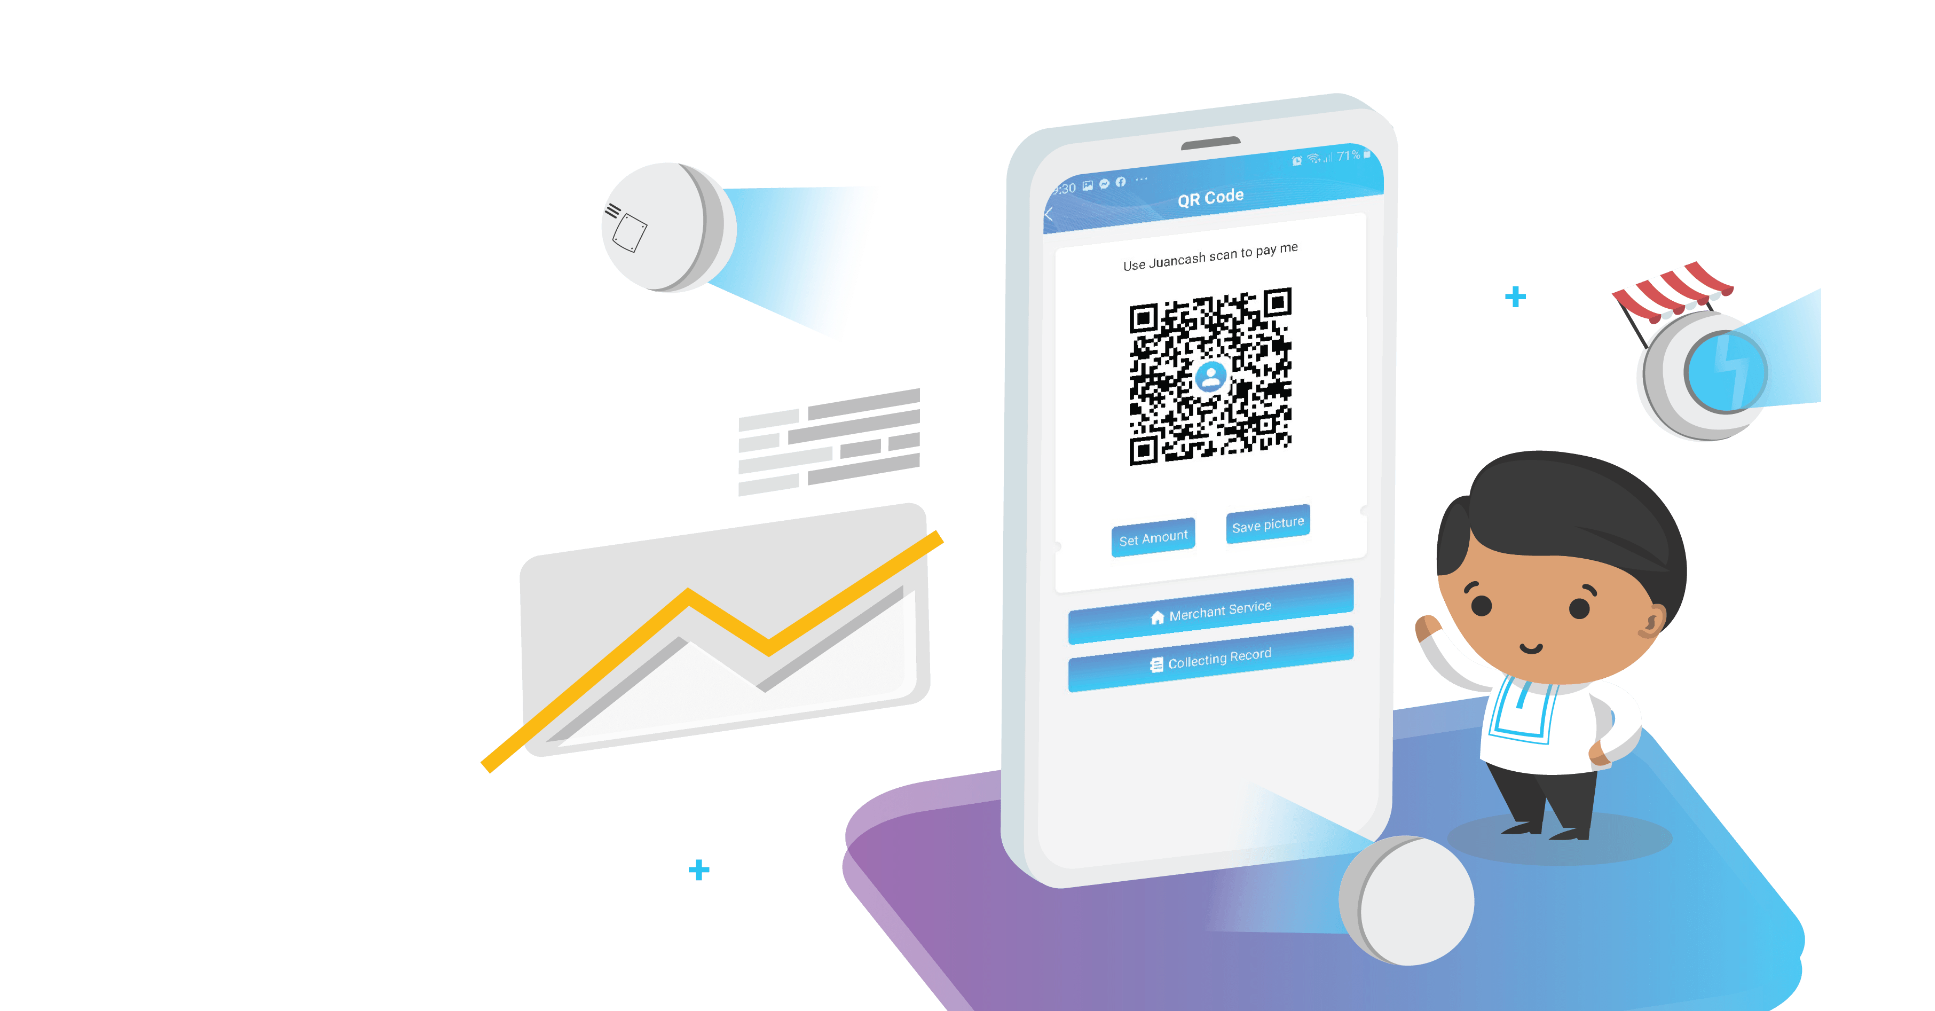 9:30
71%
QR Code
Use Juancash scan to pay me
Set Amount
Save picture
Merchant Service
Collecting Record